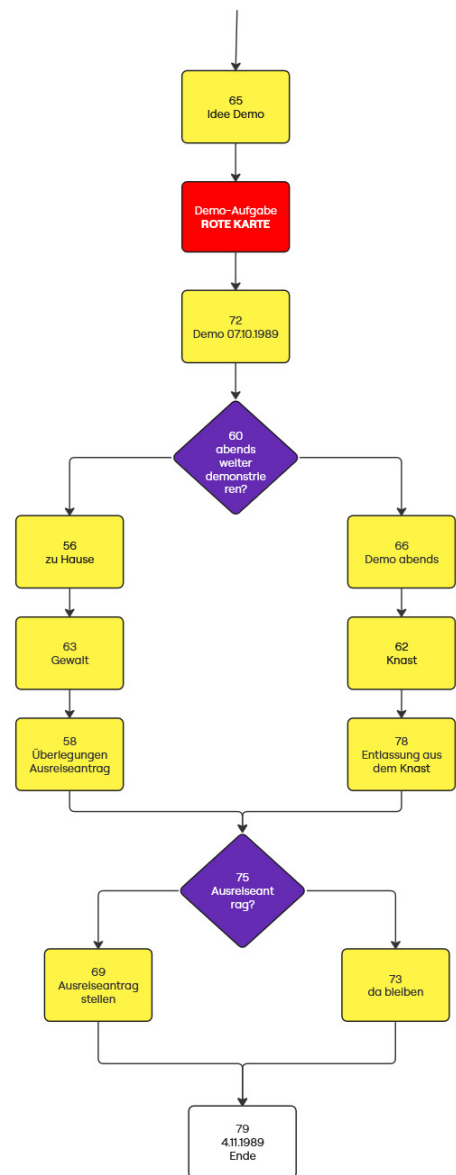 65
Idee Demo
Demo-Aufgabe
ROTE KARTE
72
Demo 07.10.1989
60
abends
weiter
demonstrie
ren?
56
zu Hause
66
Demo abends
63
Gewalt
62
Knast
58
Überlegungen
Ausreiseantrag
78
Entlassung aus
dem Knast
75
Ausreiseant
rag?
69
Ausreiseantrag
stellen
73
da bleiben
79
4.11.1989
Ende